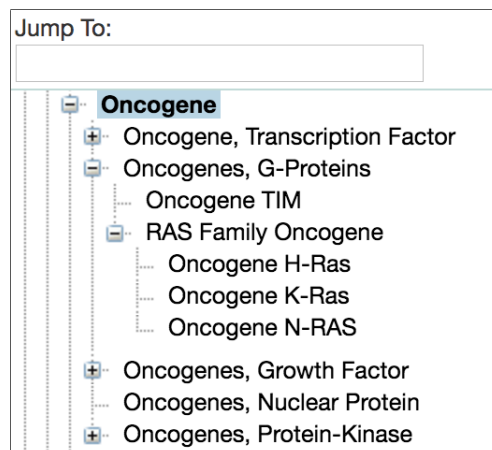 Jump To:
Oncogene
Oncogene, Transcription Factor
Oncogenes, G-Proteins
Oncogene TIM
RAS Family Oncogene
Oncogene H-Ras
Oncogene K-Ras
Oncogene N-RAS
Oncogenes, Growth Factor
Oncogenes, Nuclear Protein
Oncogenes, Protein-Kinase